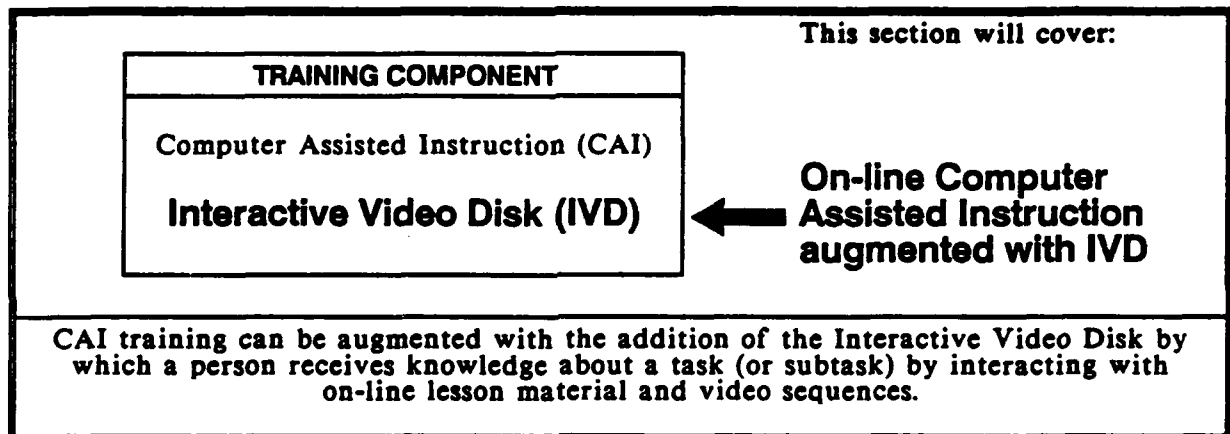 This section will cover:
TRAINING COMPONENT
Computer Assisted Instruction (CAI)
Interactive Video Disk (IVD)
On-line Computer
Assisted Instruction
augmented with IVD
CAI training can be augmented with the addition of the Interactive Video Disk by
which a person receives knowledge about a task (or subtask) by interacting with
on-line lesson material and video sequences.